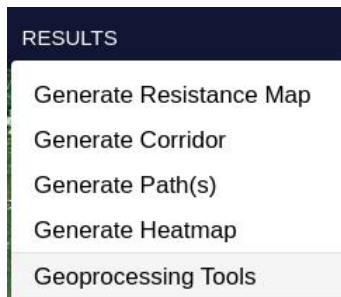 RESULTS
Generate Resistance Map
Generate Corridor
Generate Path(s)
Generate Heatmap
Geoprocessing Tools